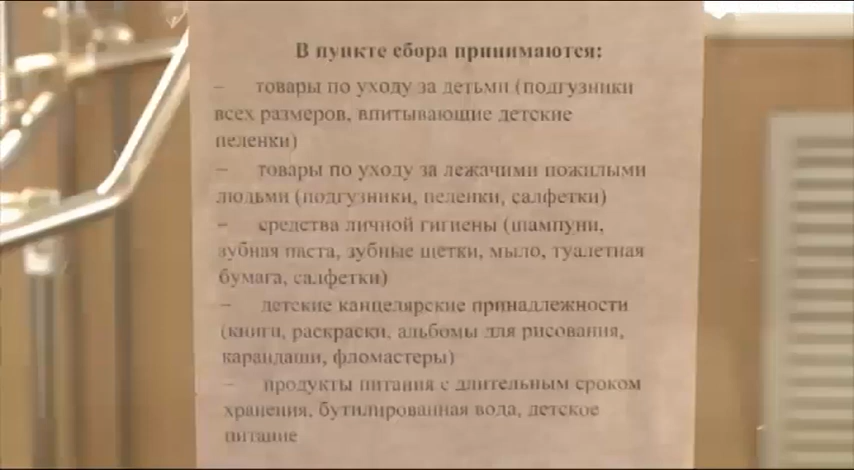 В пункте сбора принимаются:
– товары по уходу за детьми (подгузники
всех размеров, впитывающие детские
пеленки)
– товары по уходу за лежачими пожилыми
людьми (подгузники, пеленки, салфетки)
– средства личной гигиены (шампуни,
зубная паста, зубные щетки, мыло, туалетная
бумага, салфетки)
– детские канцелярские принадлежности
(книги, раскраски, альбомы для рисования,
карандаши, фломастеры)
– продукты питания с длительным сроком
хранения, бутилированная вода, детское
питание